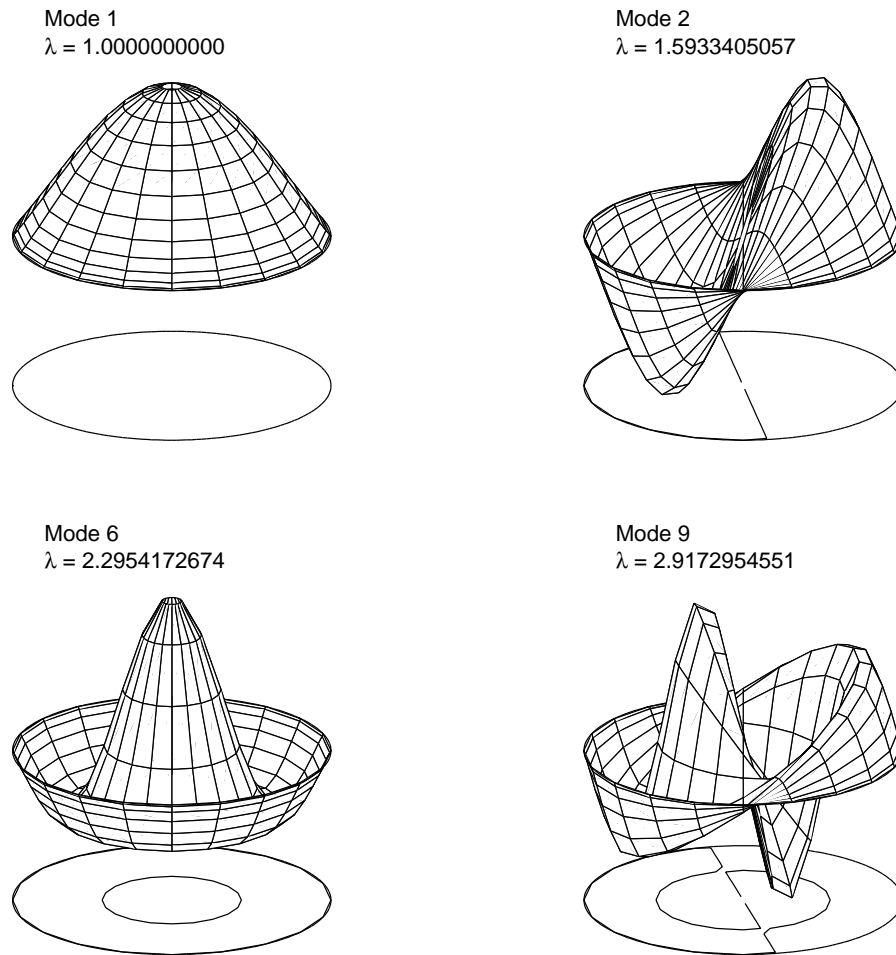 Mode 1
λ = 1.0000000000
Mode 2
λ = 1.5933405057
Mode 6
λ = 2.2954172674
Mode 9
λ = 2.9172954551